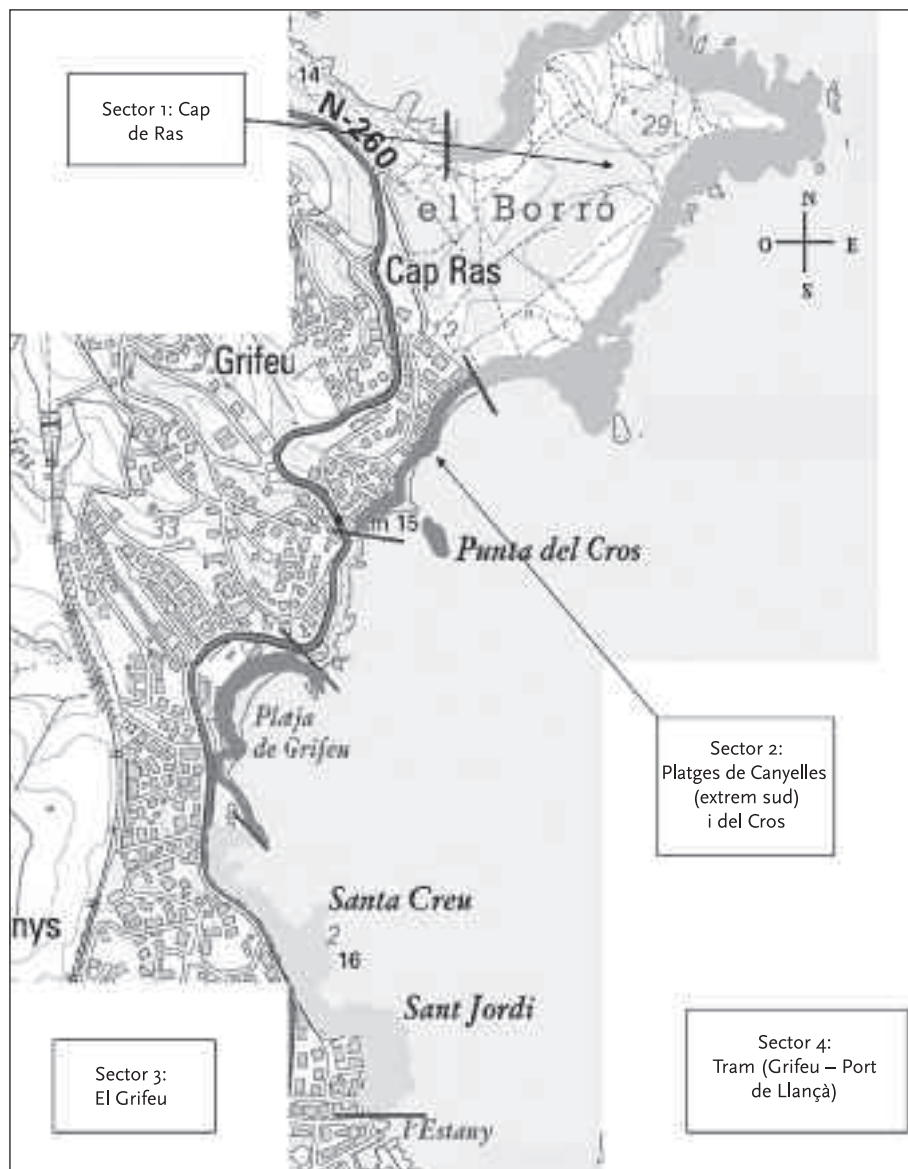 14
Sector 1: Cap
de Ras
N-260
29
el Borró
N
O E
S
Cap Ras
12
Grifeu
m 15
Punta del Cros
Platja
de Grifeu
Sector 2:
Platges de Canyelles
(extrem sud)
i del Cros
Santa Creu
nys
2
16
Sant Jordi
Sector 3:
El Grifeu
Sector 4:
Tram (Grifeu – Port
de Llançà)
l'Estany